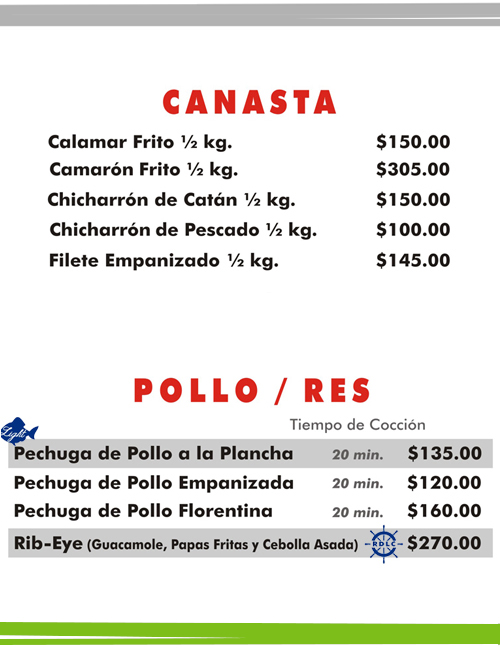 CANASTA
Calamar Frito ½ kg. $150.00
Camarón Frito ½ kg. $305.00
Chicharrón de Catán ½ kg. $150.00
Chicharrón de Pescado ½ kg. $100.00
Filete Empanizado ½ kg. $145.00
POLLO / RES
Tiempo de Cocción
Light
Pechuga de Pollo a la Plancha 20 min. $135.00
Pechuga de Pollo Empanizada 20 min. $120.00
Pechuga de Pollo Florentina 20 min. $160.00
Rib-Eye (Guacamole, Papas Fritas y Cebolla Asada) RDLC $270.00